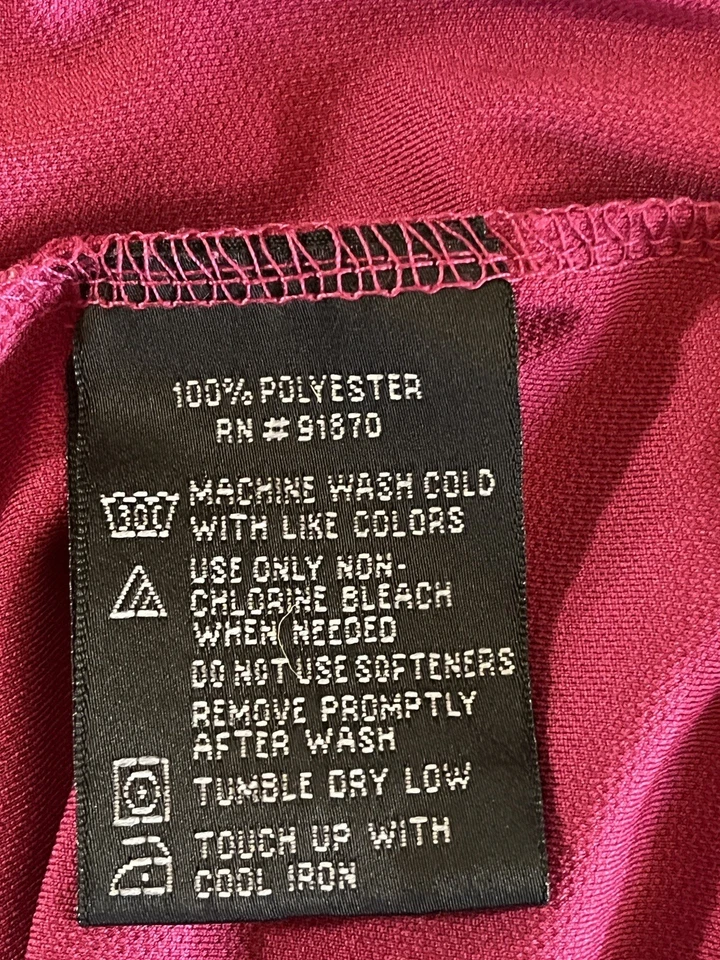 100% POLYESTER
RN #91870
30C MACHINE WASH COLD
WITH LIKE COLORS
USE ONLY NON-
CHLORINE BLEACH
WHEN NEEDED
DO NOT USE SOFTENERS
REMOVE PROMPTLY
AFTER WASH
TUMBLE DRY LOW
TOUCH UP WITH
COOL IRON